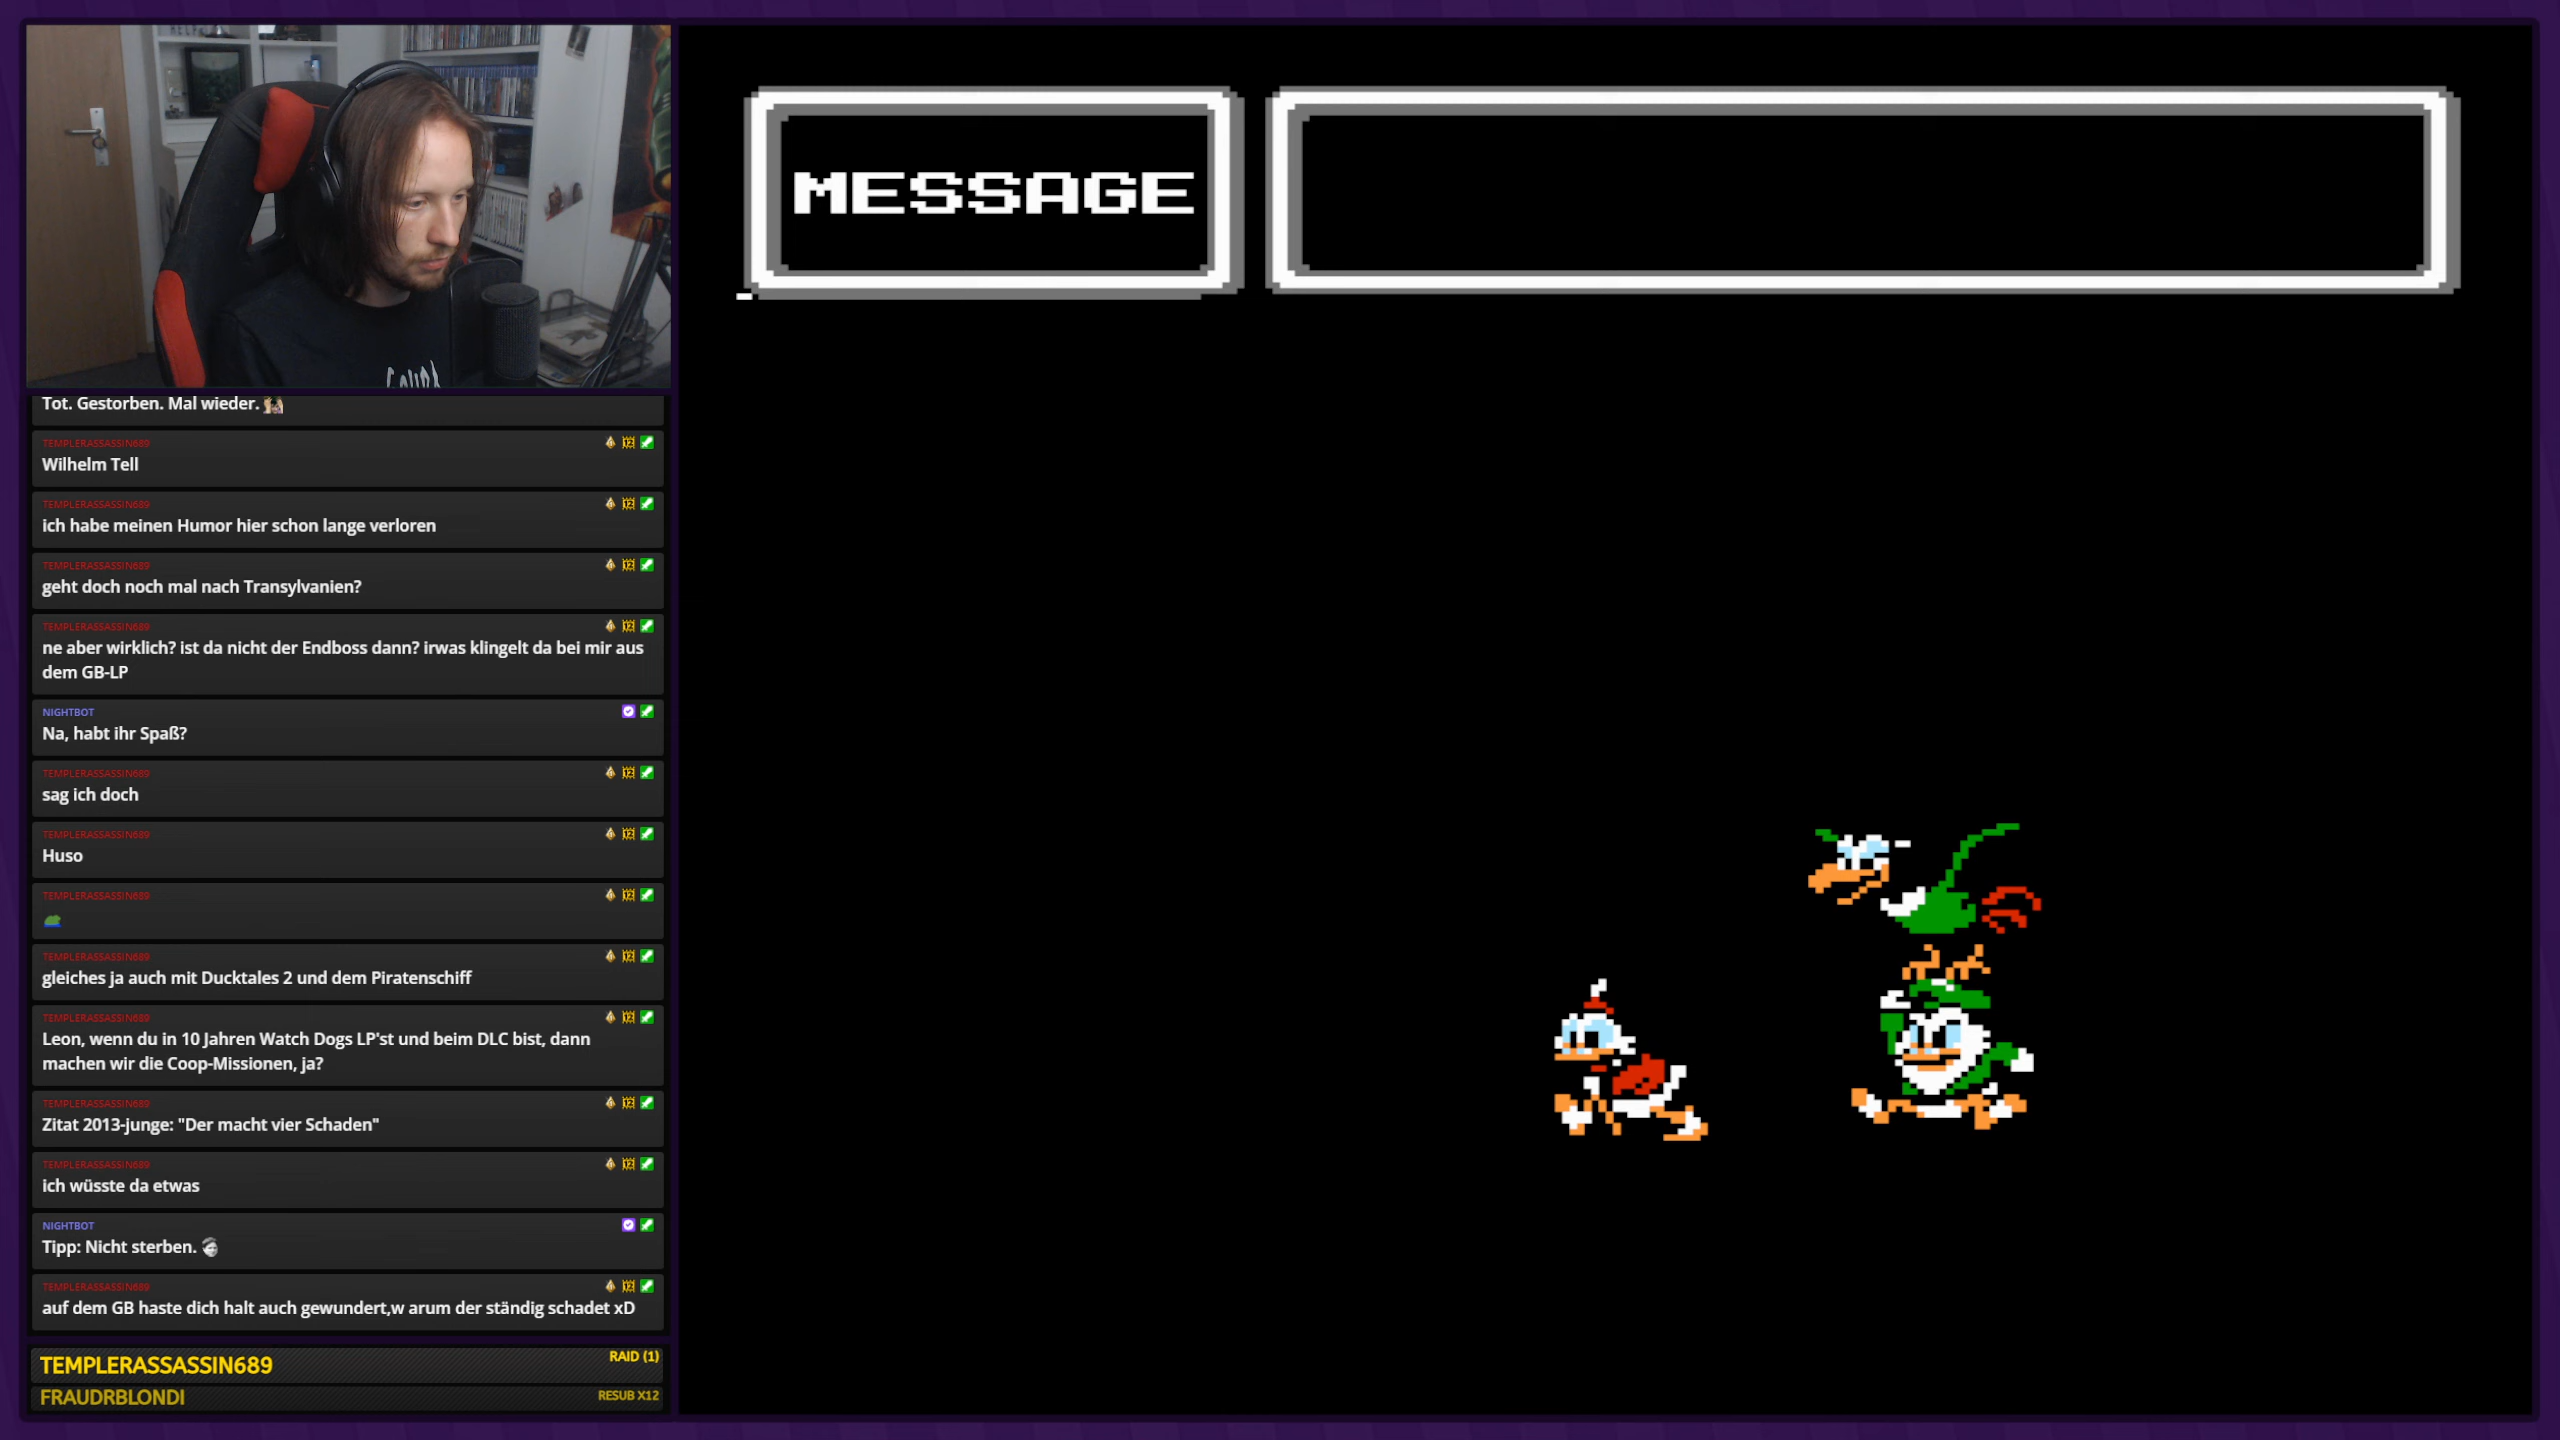 MESSAGE
Tot. Gestorben. Mal wieder.
TEMPLERASSASSIN689
Wilhelm Tell
TEMPLERASSASSIN689
ich habe meinen Humor hier schon lange verloren
TEMPLERASSASSIN689
geht doch noch mal nach Transylvanien?
TEMPLERASSASSIN689
ne aber wirklich? ist da nicht der Endboss dann? irwas klingelt da bei mir aus
dem GB-LP
NIGHTBOT
Na, habt ihr Spaß?
TEMPLERASSASSIN689
sag ich doch
TEMPLERASSASSIN689
Huso
TEMPLERASSASSIN689
TEMPLERASSASSIN689
gleiches ja auch mit Ducktales 2 und dem Piratenschiff
TEMPLERASSASSIN689
Leon, wenn du in 10 Jahren Watch Dogs LP'st und beim DLC bist, dann
machen wir die Coop-Missionen, ja?
TEMPLERASSASSIN689
Zitat 2013-junge: "Der macht vier Schaden"
TEMPLERASSASSIN689
ich wüsste da etwas
NIGHTBOT
Tipp: Nicht sterben.
TEMPLERASSASSIN689
auf dem GB haste dich halt auch gewundert,w arum der ständig schadet xD
TEMPLERASSASSIN689 RAID (1)
FRAUDRBLONDI RESUB X12